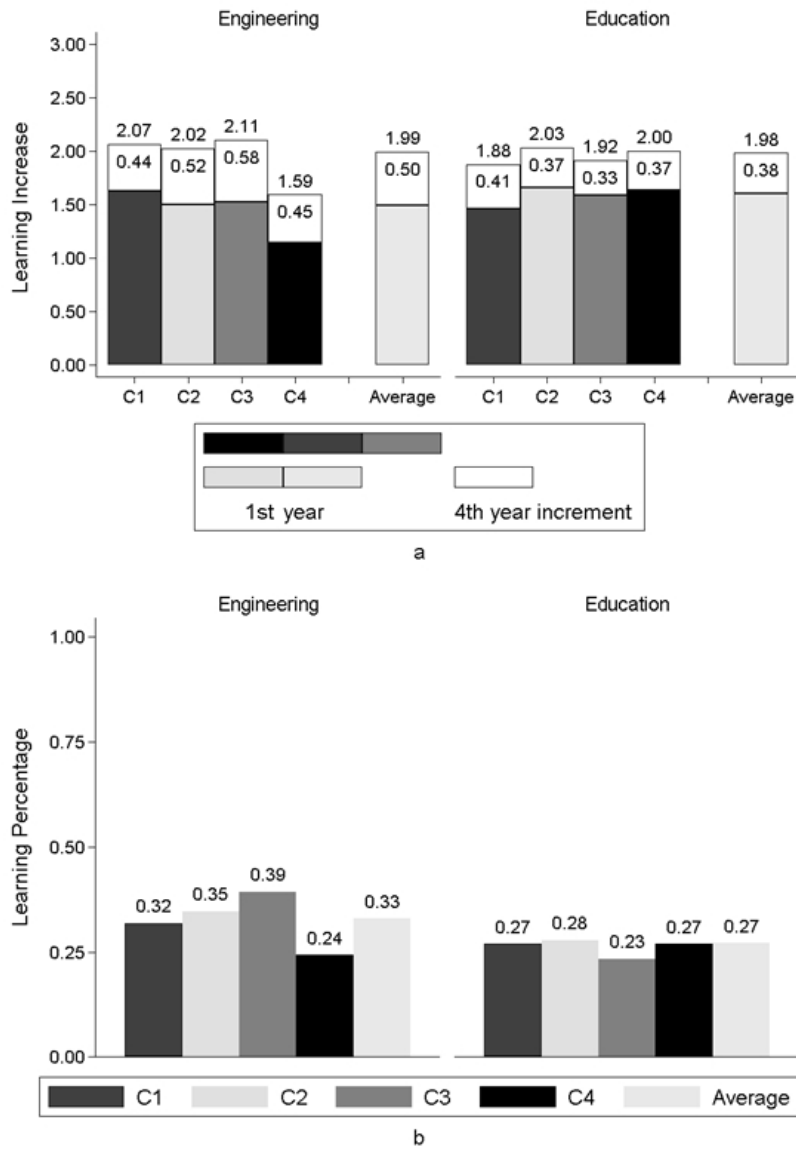 Engineering Education
Learning Increase
3.00
2.50
2.00
1.50
1.00
0.50
0.00
2.07 2.02 2.11 1.59 1.99
0.44 0.52 0.58 0.45 0.50
1.88 2.03 1.92 2.00 1.98
0.41 0.37 0.33 0.37 0.38
C1 C2 C3 C4 Average C1 C2 C3 C4 Average
1st year 4th year increment
a
Engineering Education
Learning Percentage
1.00
0.75
0.50
0.25
0.00
0.32 0.35 0.39 0.24 0.33
0.27 0.28 0.23 0.27 0.27
C1 C2 C3 C4 Average
b